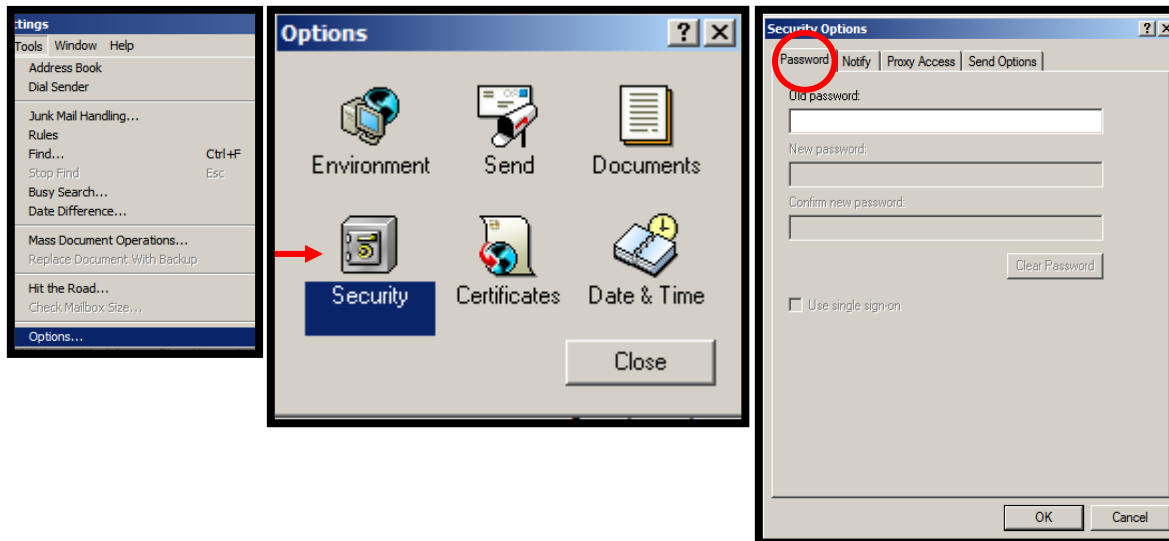 ttings
Tools Window Help
Address Book
Dial Sender
Junk Mail Handling...
Rules
Find... Ctrl+F
Stop Find Esc
Busy Search...
Date Difference...
Mass Document Operations...
Replace Document With Backup
Hit the Road...
Check Mailbox Size...
Options...
Options
Environment Send Documents
Security Certificates Date & Time
Close
Security Options
Password Notify Proxy Access Send Options
Old password:
New password:
Confirm new password:
Clear Password
Use single sign-on
OK Cancel